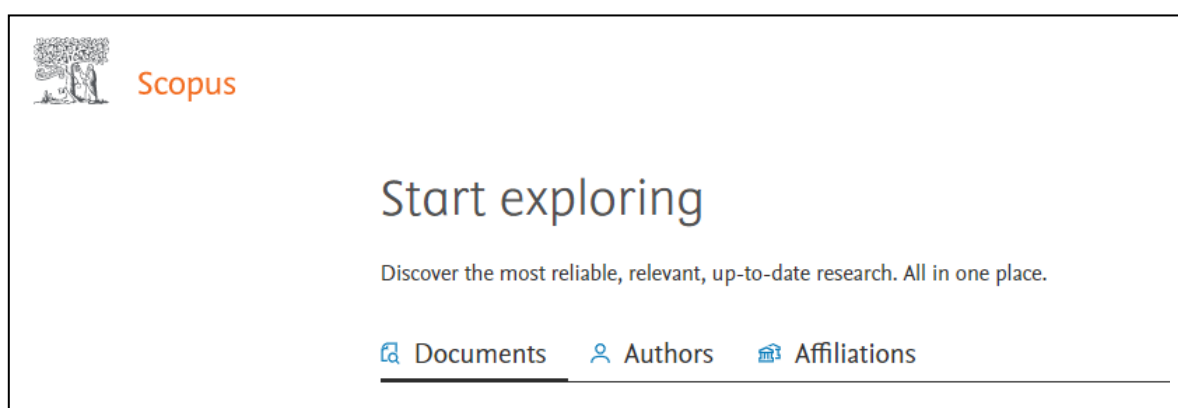 Scopus
Start exploring
Discover the most reliable, relevant, up-to-date research. All in one place.
Documents Authors Affiliations